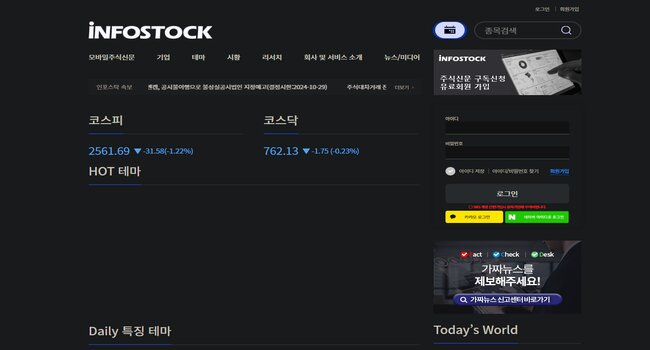 로그인 | 회원가입
iNFOSTOCK
종목검색
모바일주식신문 기업 테마 시황 리서치 회사 및 서비스 소개 뉴스/미디어
인포스탁 속보 공시불이행으로 불성실공시법인 지정예고(결정시한:2024-10-29) 주식대차거래 더보기
iNFOSTOCK
주식신문 구독신청
유료회원 가입
코스피 코스닥
2561.69 ▼ -31.58(-1.22%) 762.13 ▼ -1.75 (-0.23%)
HOT 테마
아이디
비밀번호
아이디 저장 | 아이디/비밀번호 찾기 회원가입
로그인
카카오 로그인 네이버 아이디로 로그인
Fact | Check | Desk
가짜뉴스를
제보해주세요!
가짜뉴스 신고센터 바로가기
Daily 특징 테마
Today's World